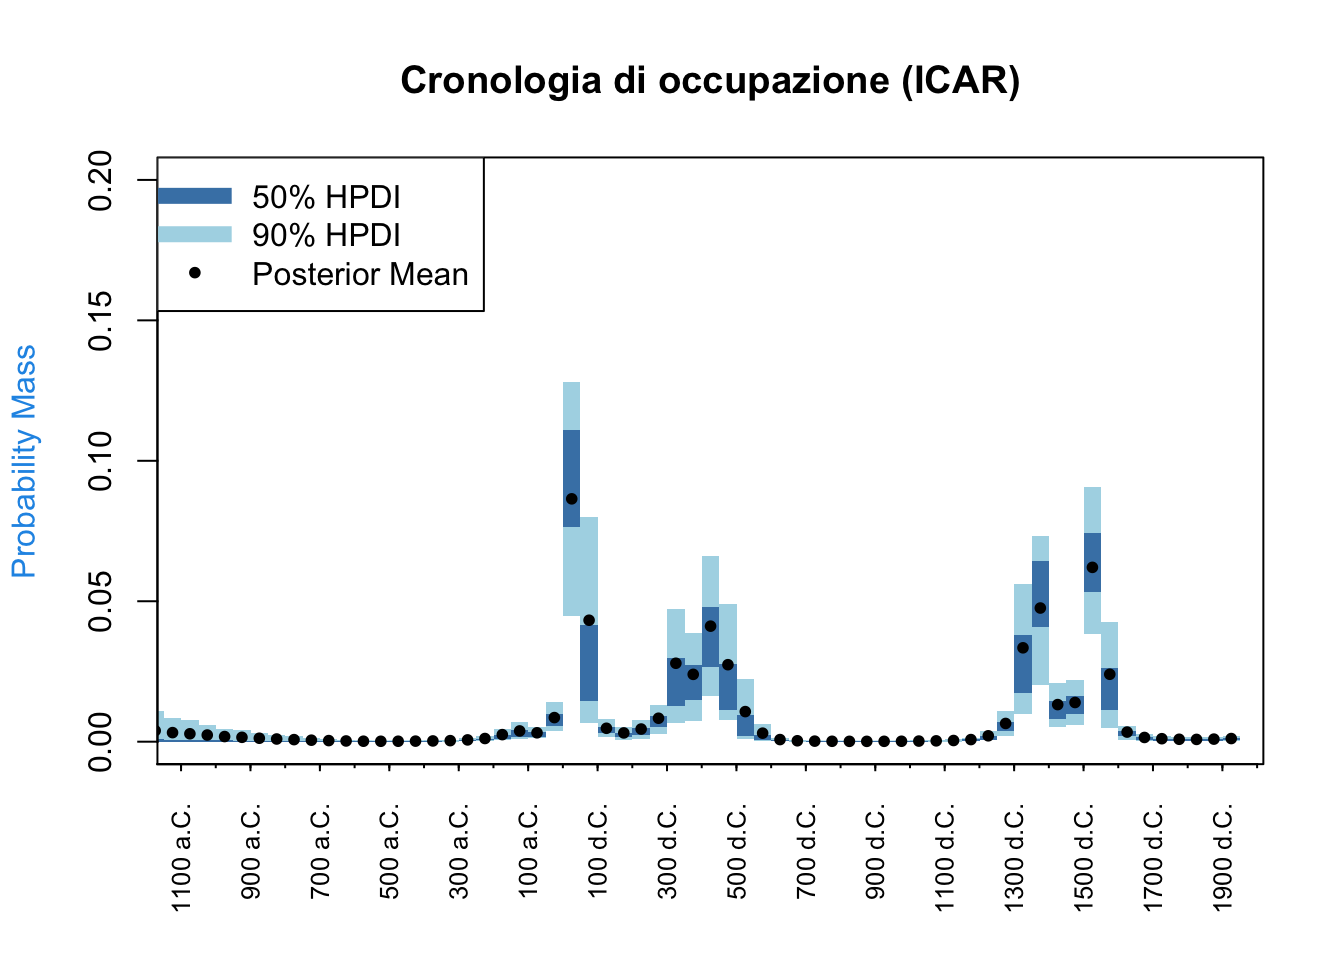 Cronologia di occupazione (ICAR)
50% HPDI
90% HPDI
Posterior Mean
Probability Mass
0.20
0.15
0.10
0.05
0.00
1100 a.C.
900 a.C.
700 a.C.
500 a.C.
300 a.C.
100 a.C.
100 d.C.
300 d.C.
500 d.C.
700 d.C.
900 d.C.
1100 d.C.
1300 d.C.
1500 d.C.
1700 d.C.
1900 d.C.